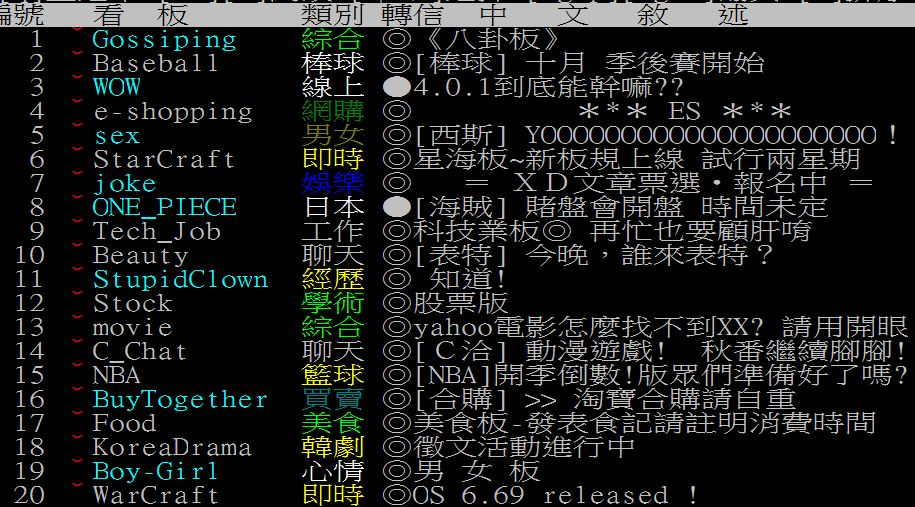 編號 看 板 類別 轉信 中 文 敘 述
1 Gossiping 綜合 ◎《八卦板》
2 Baseball 棒球 ◎[棒球] 十月 季後賽開始
3 WOW 線上 ●4.0.1到底能幹嘛??
4 e-shopping 網購 ◎ ＊*＊ ES ＊*＊
5 sex 男女 ◎[西斯] YOOOOOOOOOOOOOOOOOOOOO！
6 StarCraft 即時 ◎星海板~新板規上線 試行兩星期
7 joke 娛樂 ◎ ＝ ＸＤ文章票選‧報名中 ＝
8 ONE_PIECE 日本 ●[海賊] 賭盤會開盤 時間未定
9 Tech_Job 工作 ◎科技業板◎ 再忙也要顧肝唷
10 Beauty 聊天 ◎[表特] 今晚，誰來表特？
11 StupidClown 經歷 ◎ 知道!
12 Stock 學術 ◎股票版
13 movie 綜合 ◎yahoo電影怎麼找不到XX? 請用開眼
14 C_Chat 聊天 ◎[Ｃ洽] 動漫遊戲! 秋番繼續腳腳!
15 NBA 籃球 ◎[NBA]開季倒數!版眾們準備好了嗎?
16 BuyTogether 買賣 ◎[合購] >> 淘寶合購請自重
17 Food 美食 ◎美食板-發表食記請註明消費時間
18 KoreaDrama 韓劇 ◎徵文活動進行中
19 Boy-Girl 心情 ◎男 女 板
20 WarCraft 即時 ◎OS 6.69 released !